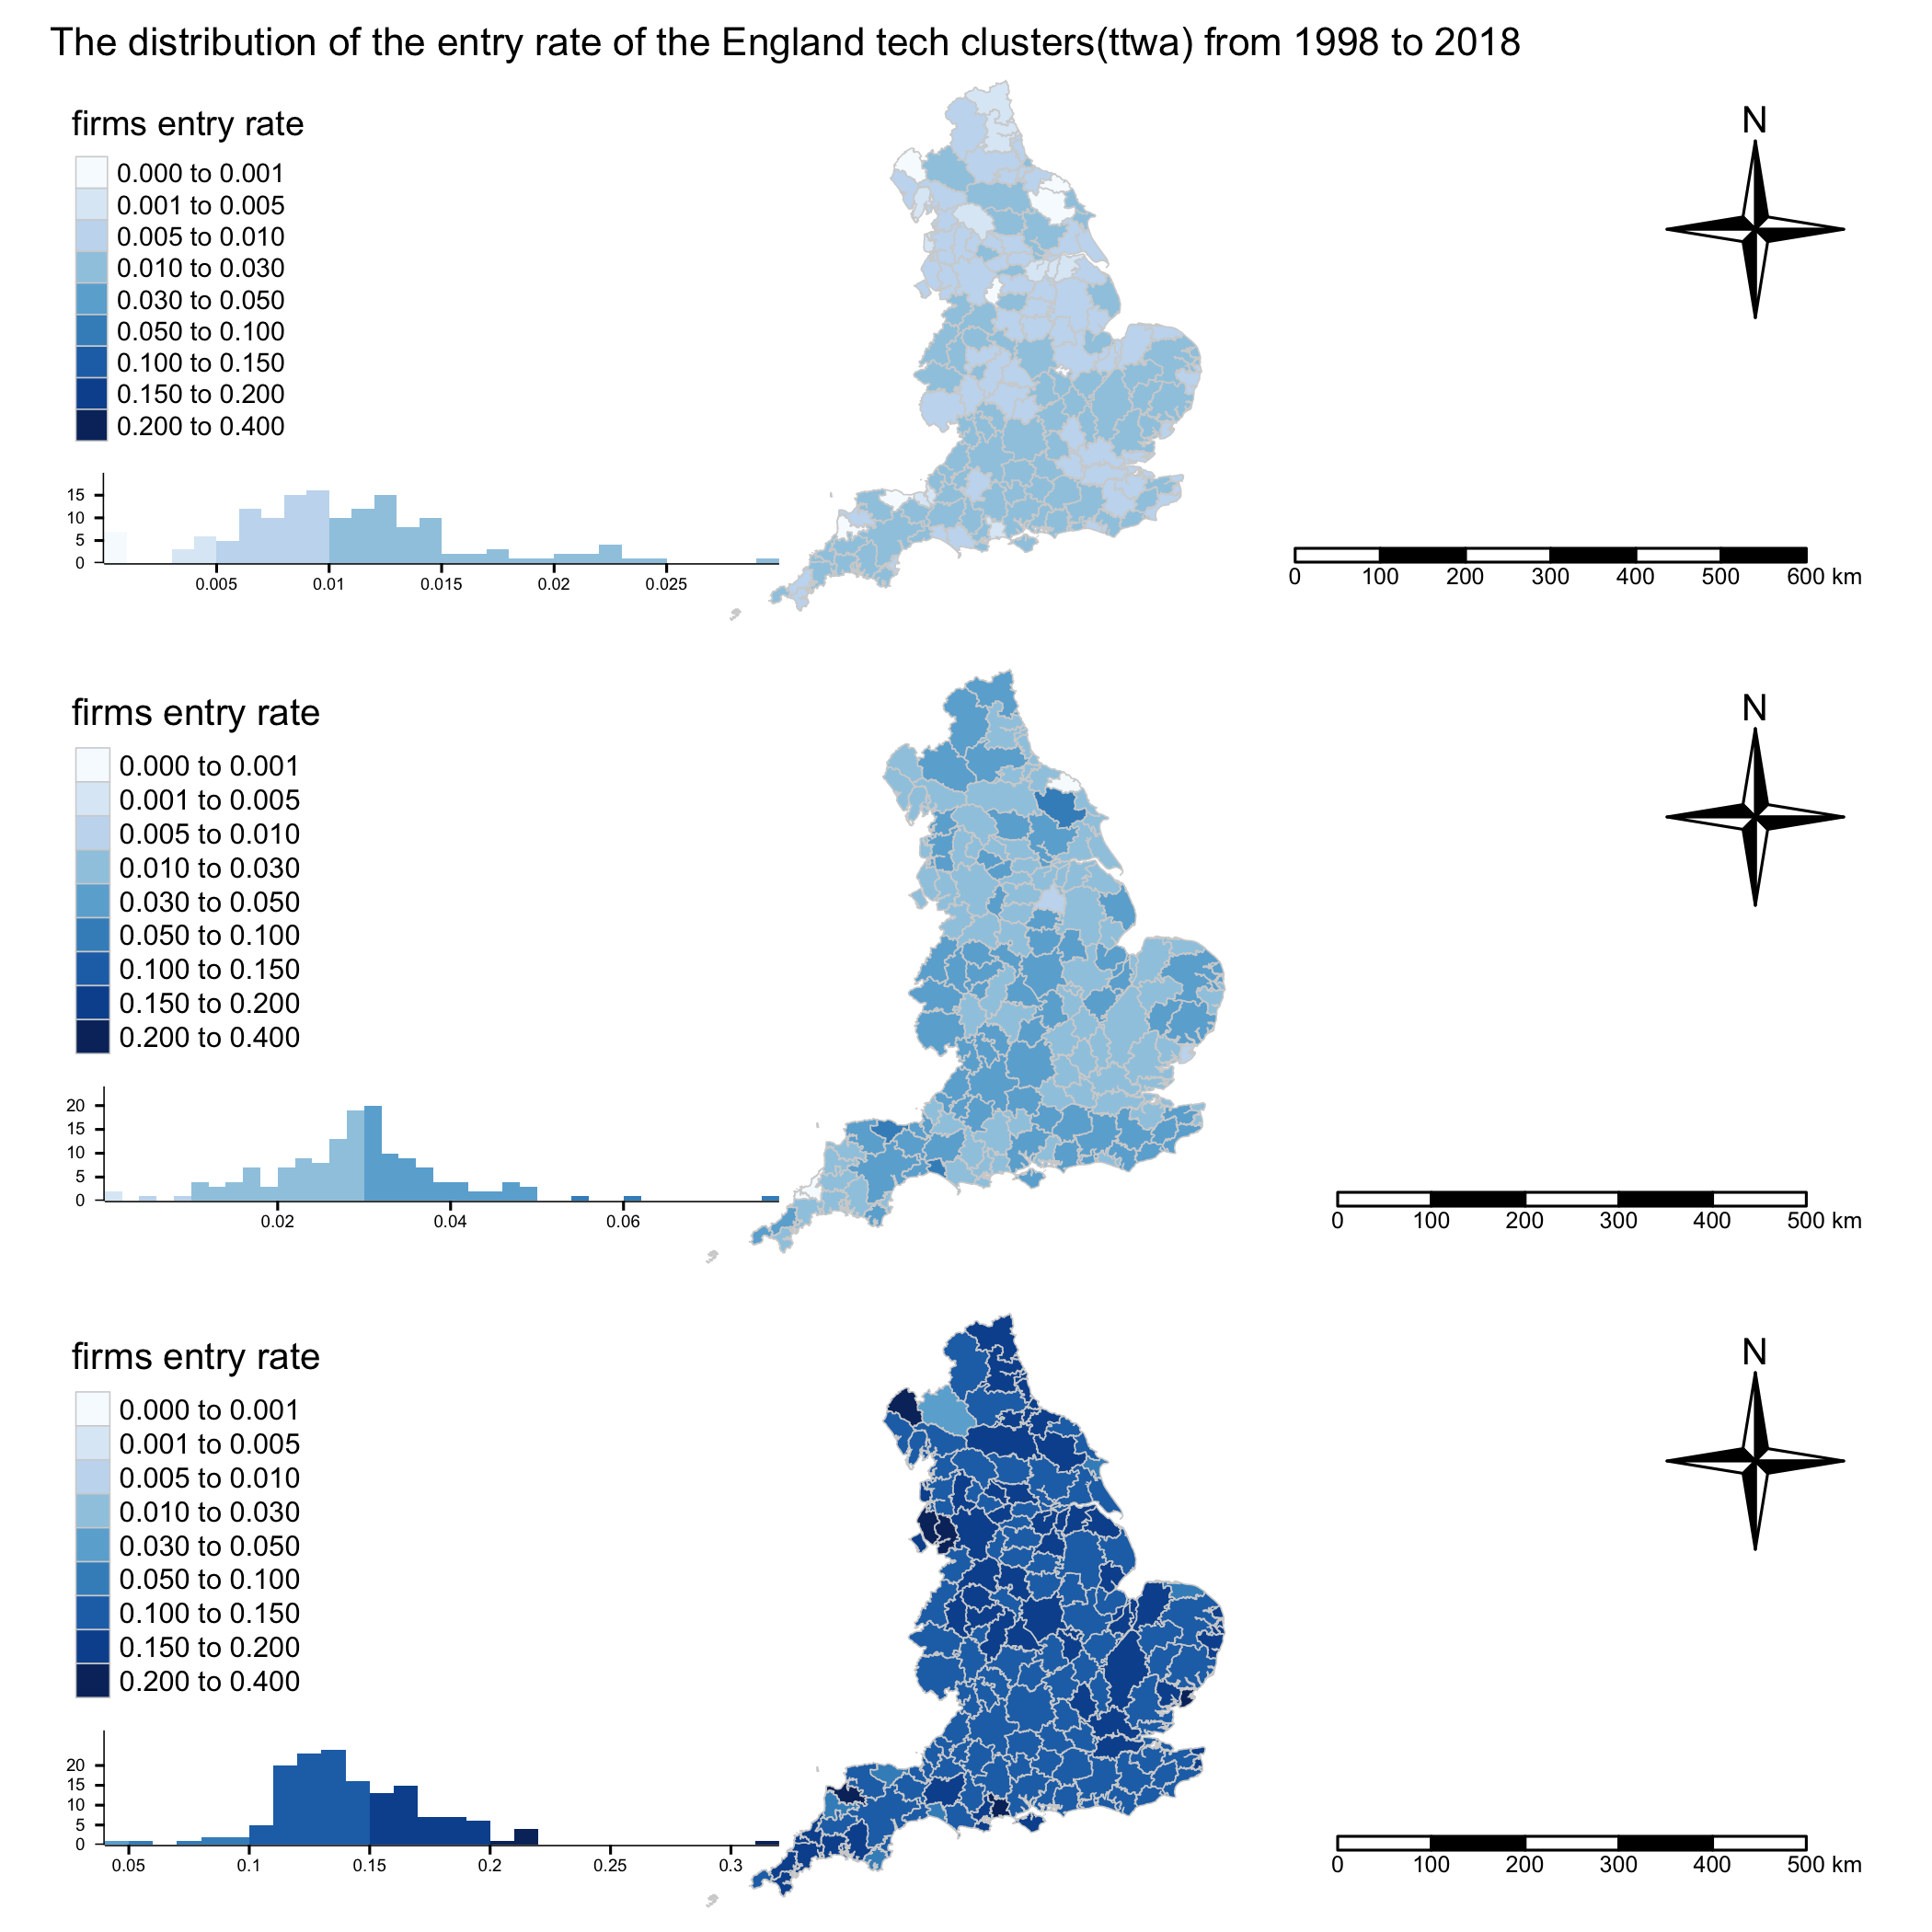 The distribution of the entry rate of the England tech clusters(ttwa) from 1998 to 2018
firms entry rate
0.000 to 0.001
0.001 to 0.005
0.005 to 0.010
0.010 to 0.030
0.030 to 0.050
0.050 to 0.100
0.100 to 0.150
0.150 to 0.200
0.200 to 0.400
15
10
5
0
0.005 0.01 0.015 0.02 0.025
N
0 100 200 300 400 500 600 km
firms entry rate
0.000 to 0.001
0.001 to 0.005
0.005 to 0.010
0.010 to 0.030
0.030 to 0.050
0.050 to 0.100
0.100 to 0.150
0.150 to 0.200
0.200 to 0.400
20
15
10
5
0
0.02 0.04 0.06
N
0 100 200 300 400 500 km
firms entry rate
0.000 to 0.001
0.001 to 0.005
0.005 to 0.010
0.010 to 0.030
0.030 to 0.050
0.050 to 0.100
0.100 to 0.150
0.150 to 0.200
0.200 to 0.400
20
15
10
5
0
0.05 0.1 0.15 0.2 0.25 0.3
N
0 100 200 300 400 500 km